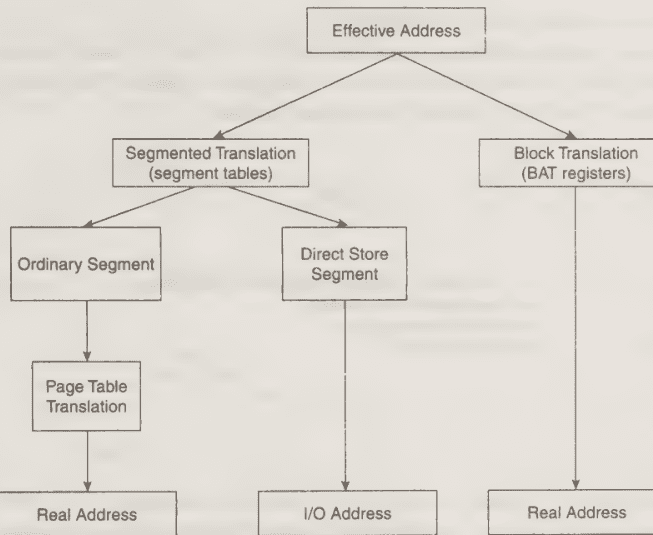 Effective Address
Segmented Translation
(segment tables)
Block Translation
(BAT registers)
Ordinary Segment
Direct Store
Segment
Page Table
Translation
Real Address
I/O Address
Real Address